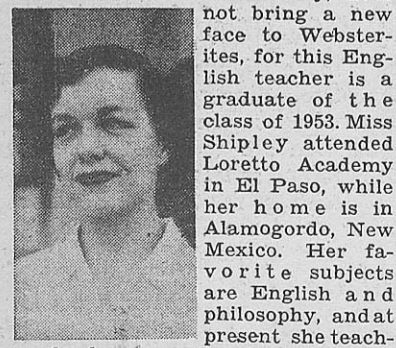 not bring a new
face to Webster-
ites, for this Eng-
lish teacher is a
graduate of the
class of 1953. Miss
Shipley attended
Loretto Academy
in El Paso, while
her home is in
Alamogordo, New
Mexico. Her fa-
vorite subjects
are English and
philosophy, and at
present she teach-